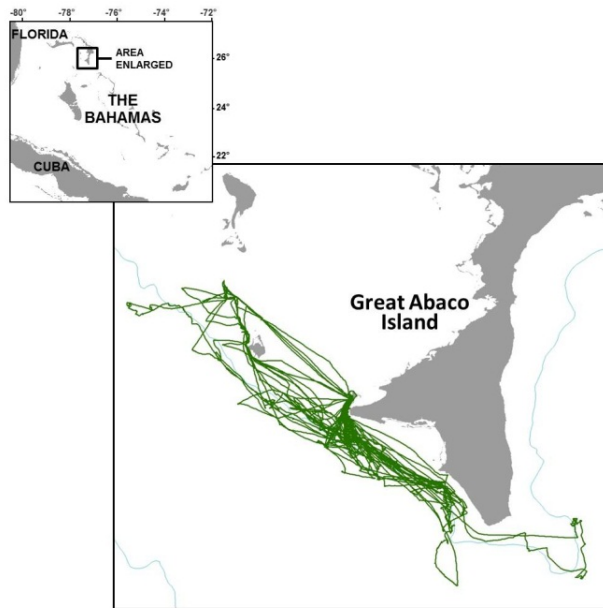 -80° -78° -76° -74° -72°
FLORIDA
AREA
ENLARGED
26°
THE
BAHAMAS
24°
CUBA
22°
Great Abaco
Island